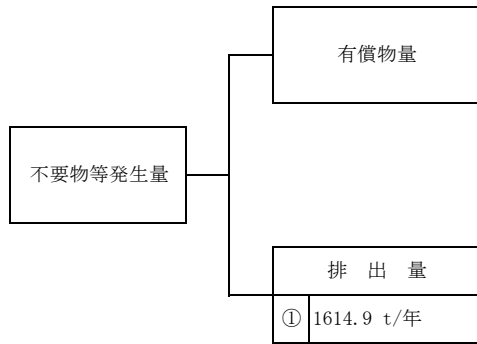 有償物量
不要物等発生量
排 出 量
① 1614.9 t/年